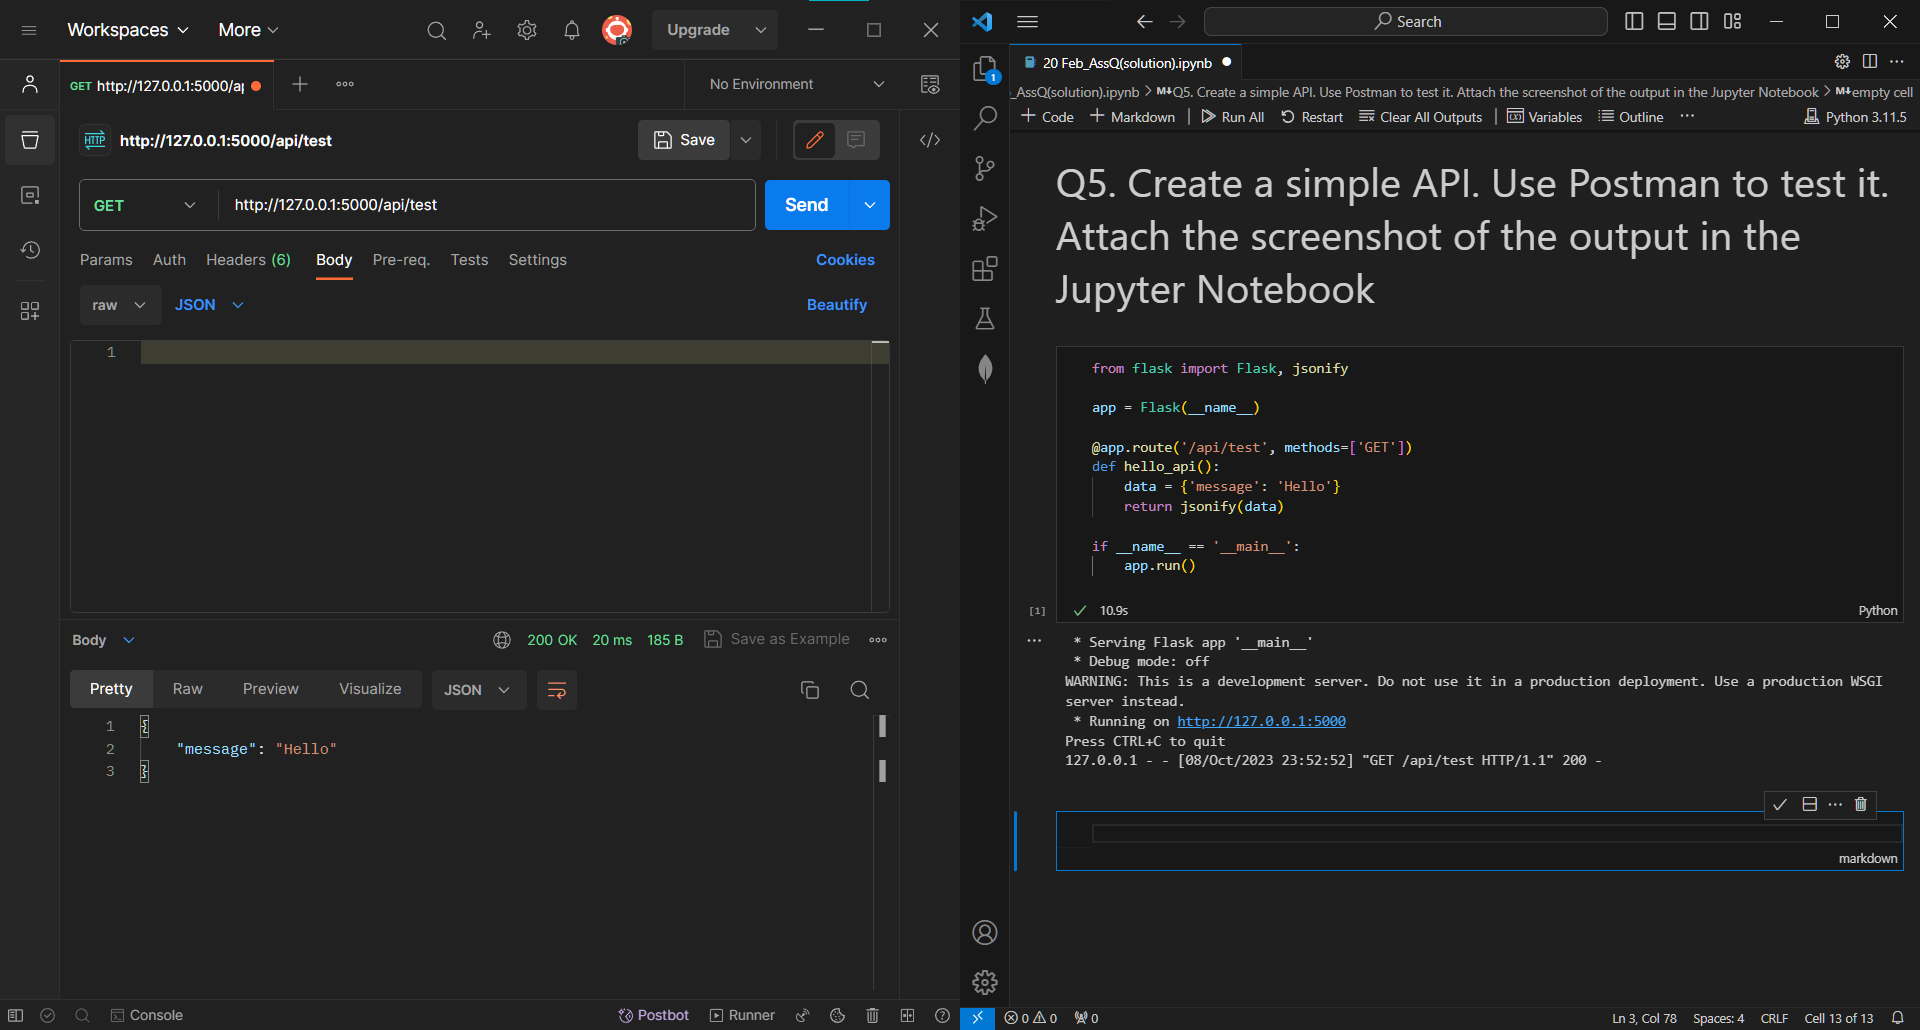 Workspaces More Upgrade
GET http://127.0.0.1:5000/a No Environment
HTTP http://127.0.0.1:5000/api/test Save
GET http://127.0.0.1:5000/api/test Send
Params Auth Headers (6) Body Pre-req. Tests Settings Cookies
raw JSON Beautify
1
Body 200 OK 20 ms 185 B Save as Example
Pretty Raw Preview Visualize JSON
1 {
2 "message": "Hello"
3 }
Console Postbot Runner
Search
1
20 Feb_AssQ(solution).ipynb
_AssQ(solution).ipynb > M↓Q5. Create a simple API. Use Postman to test it. Attach the screenshot of the output in the Jupyter Notebook > M↓empty cell
+ Code + Markdown Run All Restart Clear All Outputs Variables Outline ... Python 3.11.5
Q5. Create a simple API. Use Postman to test it.
Attach the screenshot of the output in the
Jupyter Notebook
from flask import Flask, jsonify
app = Flask(__name__)
@app.route('/api/test', methods=['GET'])
def hello_api():
data = {'message': 'Hello'}
return jsonify(data)
if __name__ == '__main__':
app.run()
[1] 10.9s Python
* Serving Flask app '__main__'
* Debug mode: off
WARNING: This is a development server. Do not use it in a production deployment. Use a production WSGI
server instead.
* Running on http://127.0.0.1:5000
Press CTRL+C to quit
127.0.0.1 - - [08/Oct/2023 23:52:52] "GET /api/test HTTP/1.1" 200 -
markdown
0 0 0 Ln 3, Col 78 Spaces: 4 CRLF Cell 13 of 13